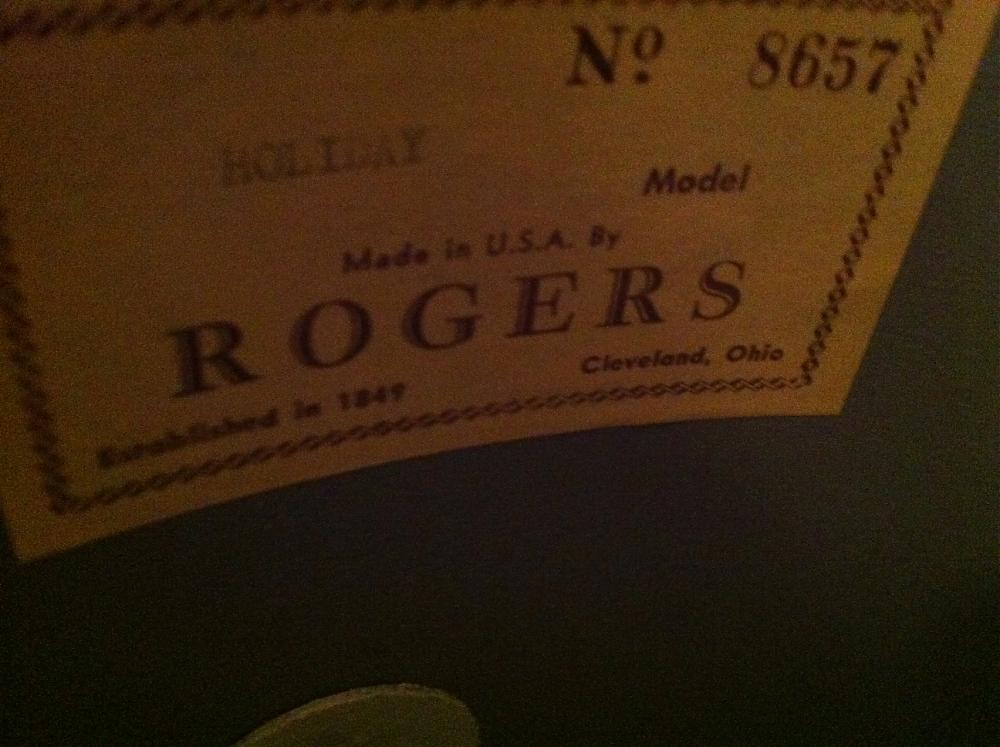 Nº 8657
HOLIDAY
Model
Made in U.S.A. By
ROGERS
Established in 1849 Cleveland, Ohio